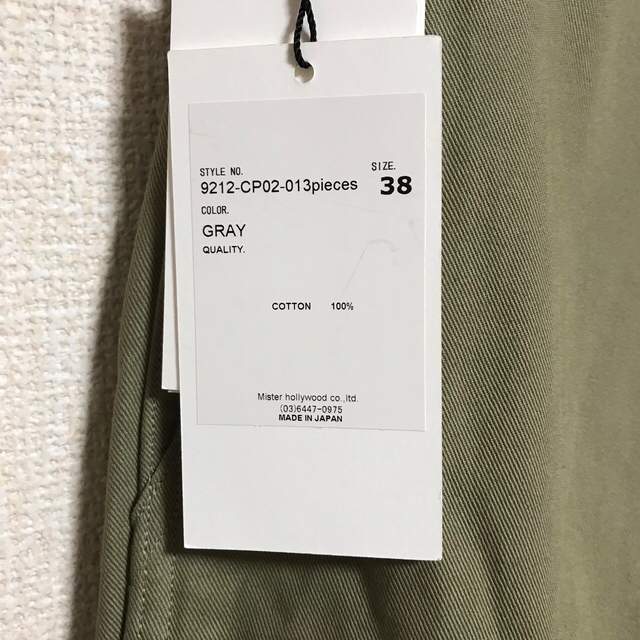 STYLE NO.
SIZE.
9212-CP02-013pieces 38
COLOR.
GRAY
QUALITY.
COTTON 100%
Mister hollywood co.,ltd.
(03)6447-0975
MADE IN JAPAN